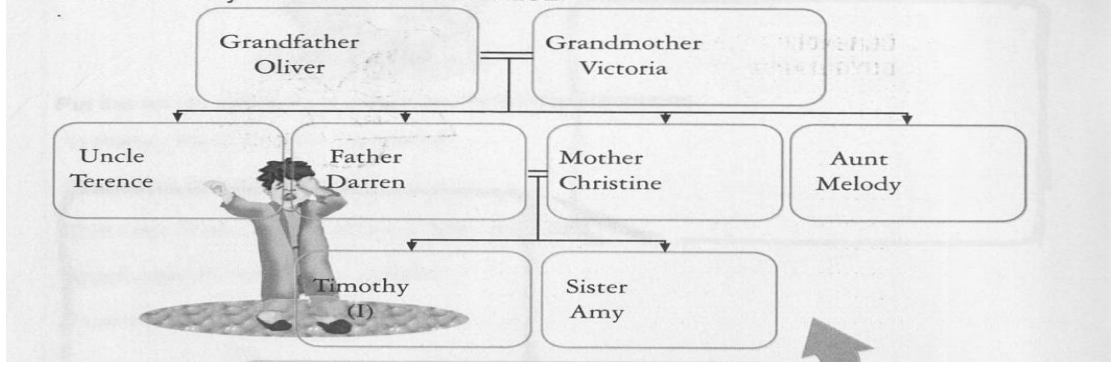 Grandfather
Oliver
Grandmother
Victoria
Uncle
Terence
Father
Darren
Mother
Christine
Aunt
Melody
Timothy
(I)
Sister
Amy